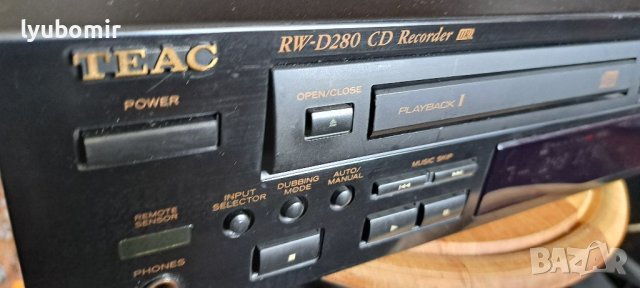 lyubomir
TEAC
RW-D280 CD Recorder
POWER
OPEN/CLOSE
PLAYBACK I
MUSIC SKIP
INPUT SELECTOR
DUBBING MODE
AUTO/MANUAL
REMOTE SENSOR
PHONES
BAZAR